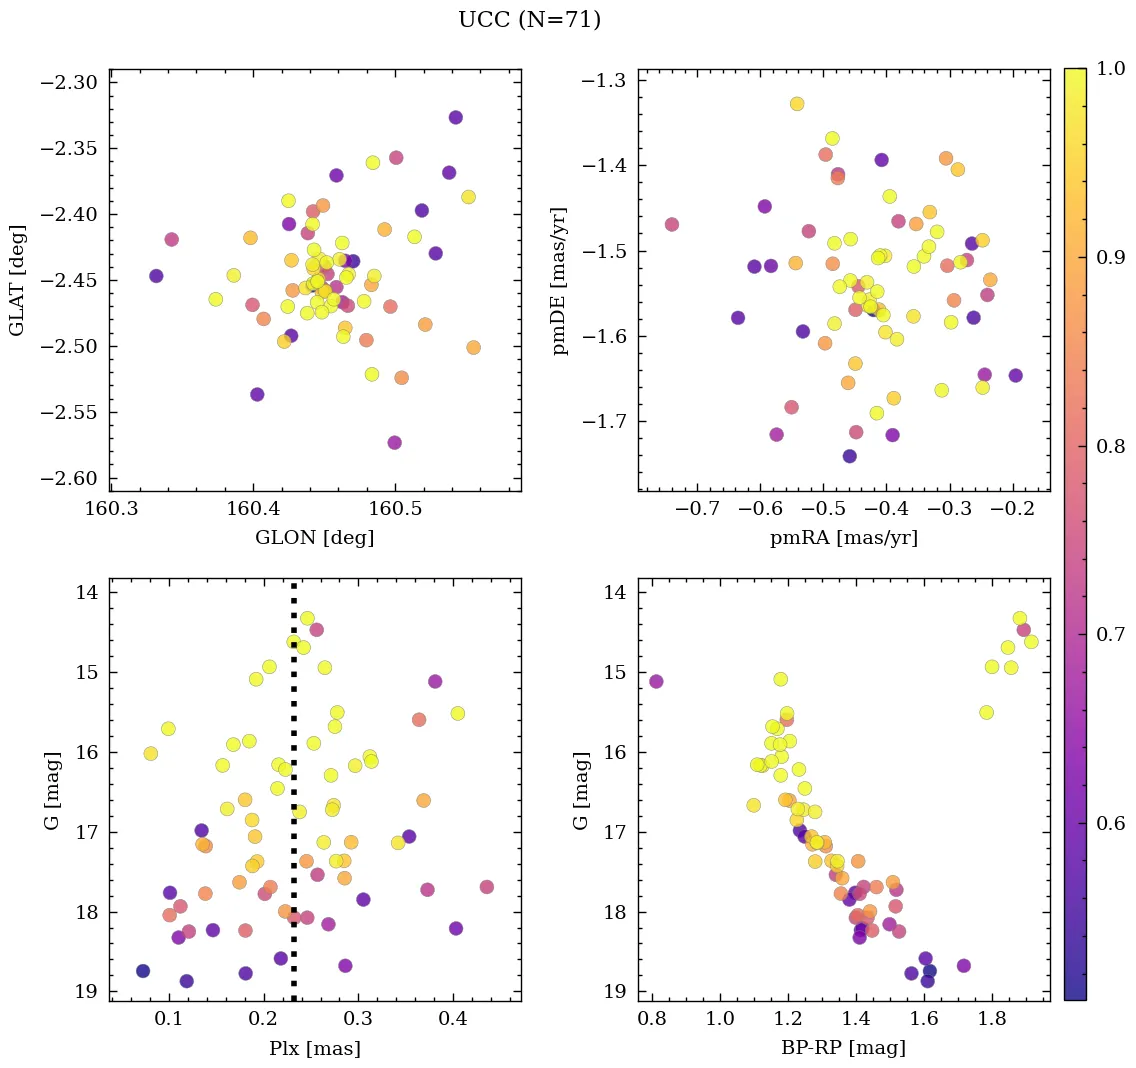 UCC (N=71)
−2.30
−2.35
−2.40
−2.45
−2.50
−2.55
−2.60
GLAT [deg]
160.3 160.4 160.5
GLON [deg]
−1.3
−1.4
−1.5
−1.6
−1.7
pmDE [mas/yr]
−0.7 −0.6 −0.5 −0.4 −0.3 −0.2
pmRA [mas/yr]
1.0
0.9
0.8
0.7
0.6
14
15
16
17
18
19
G [mag]
0.1 0.2 0.3 0.4
Plx [mas]
14
15
16
17
18
19
G [mag]
0.8 1.0 1.2 1.4 1.6 1.8
BP-RP [mag]